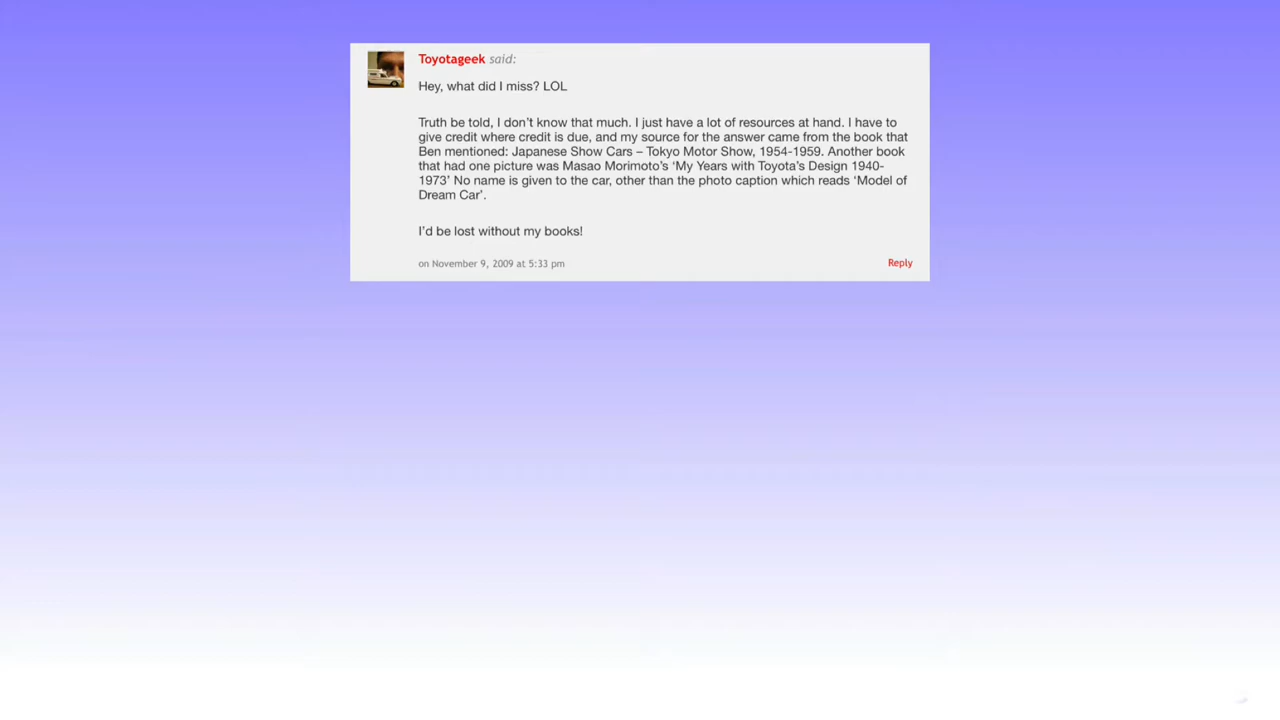 Toyotageek said:
Hey, what did I miss? LOL
Truth be told, I don’t know that much. I just have a lot of resources at hand. I have to
give credit where credit is due, and my source for the answer came from the book that
Ben mentioned: Japanese Show Cars – Tokyo Motor Show, 1954-1959. Another book
that had one picture was Masao Morimoto’s ‘My Years with Toyota’s Design 1940-
1973’ No name is given to the car, other than the photo caption which reads ‘Model of
Dream Car’.
I’d be lost without my books!
on November 9, 2009 at 5:33 pm
Reply